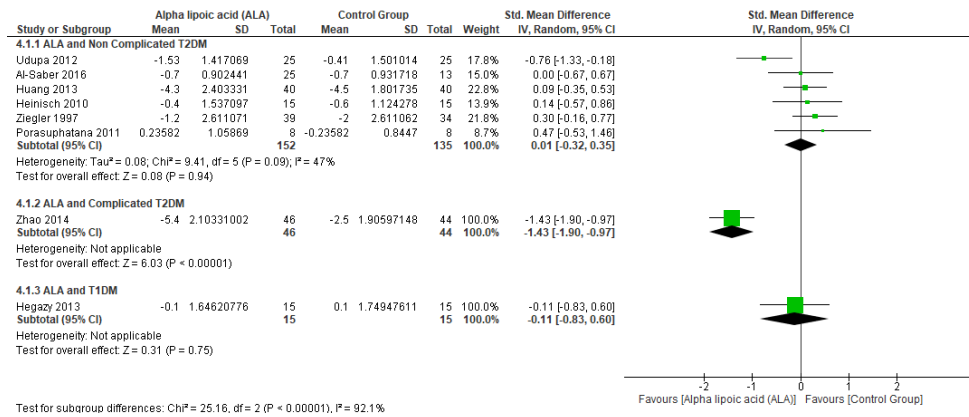 Alpha lipoic acid (ALA) Control Group Std. Mean Difference Std. Mean Difference
Study or Subgroup Mean SD Total Mean SD Total Weight IV, Random, 95% CI IV, Random, 95% CI
4.1.1 ALA and Non Complicated T2DM
Udupa 2012 -1.53 1.417069 25 -0.41 1.501014 25 17.8% -0.76 [-1.33, -0.18]
Al-Saber 2016 -0.7 0.902441 25 -0.7 0.931718 13 15.0% 0.00 [-0.67, 0.67]
Huang 2013 -4.3 2.403331 40 -4.5 1.801735 40 22.8% 0.09 [-0.35, 0.53]
Heinisch 2010 -0.4 1.537097 15 -0.6 1.124278 15 13.9% 0.14 [-0.57, 0.86]
Ziegler 1997 -1.2 2.611071 39 -2 2.611062 34 21.8% 0.30 [-0.16, 0.77]
Porasuphatana 2011 0.23582 1.05869 8 -0.23582 0.8447 8 8.7% 0.47 [-0.53, 1.46]
Subtotal (95% CI) 152 135 100.0% 0.01 [-0.32, 0.35]
Heterogeneity: Tau² = 0.08; Chi² = 9.41, df = 5 (P = 0.09); I² = 47%
Test for overall effect: Z = 0.08 (P = 0.94)
4.1.2 ALA and Complicated T2DM
Zhao 2014 -5.4 2.10331002 46 -2.5 1.90597148 44 100.0% -1.43 [-1.90, -0.97]
Subtotal (95% CI) 46 44 100.0% -1.43 [-1.90, -0.97]
Heterogeneity: Not applicable
Test for overall effect: Z = 6.03 (P < 0.00001)
4.1.3 ALA and T1DM
Hegazy 2013 -0.1 1.64620776 15 0.1 1.74947611 15 100.0% -0.11 [-0.83, 0.60]
Subtotal (95% CI) 15 15 100.0% -0.11 [-0.83, 0.60]
Heterogeneity: Not applicable
Test for overall effect: Z = 0.31 (P = 0.75)
-2 -1 0 1 2
Favours [Alpha lipoic acid (ALA)] Favours [Control Group]
Test for subgroup differences: Chi² = 25.16, df = 2 (P < 0.00001), I² = 92.1%